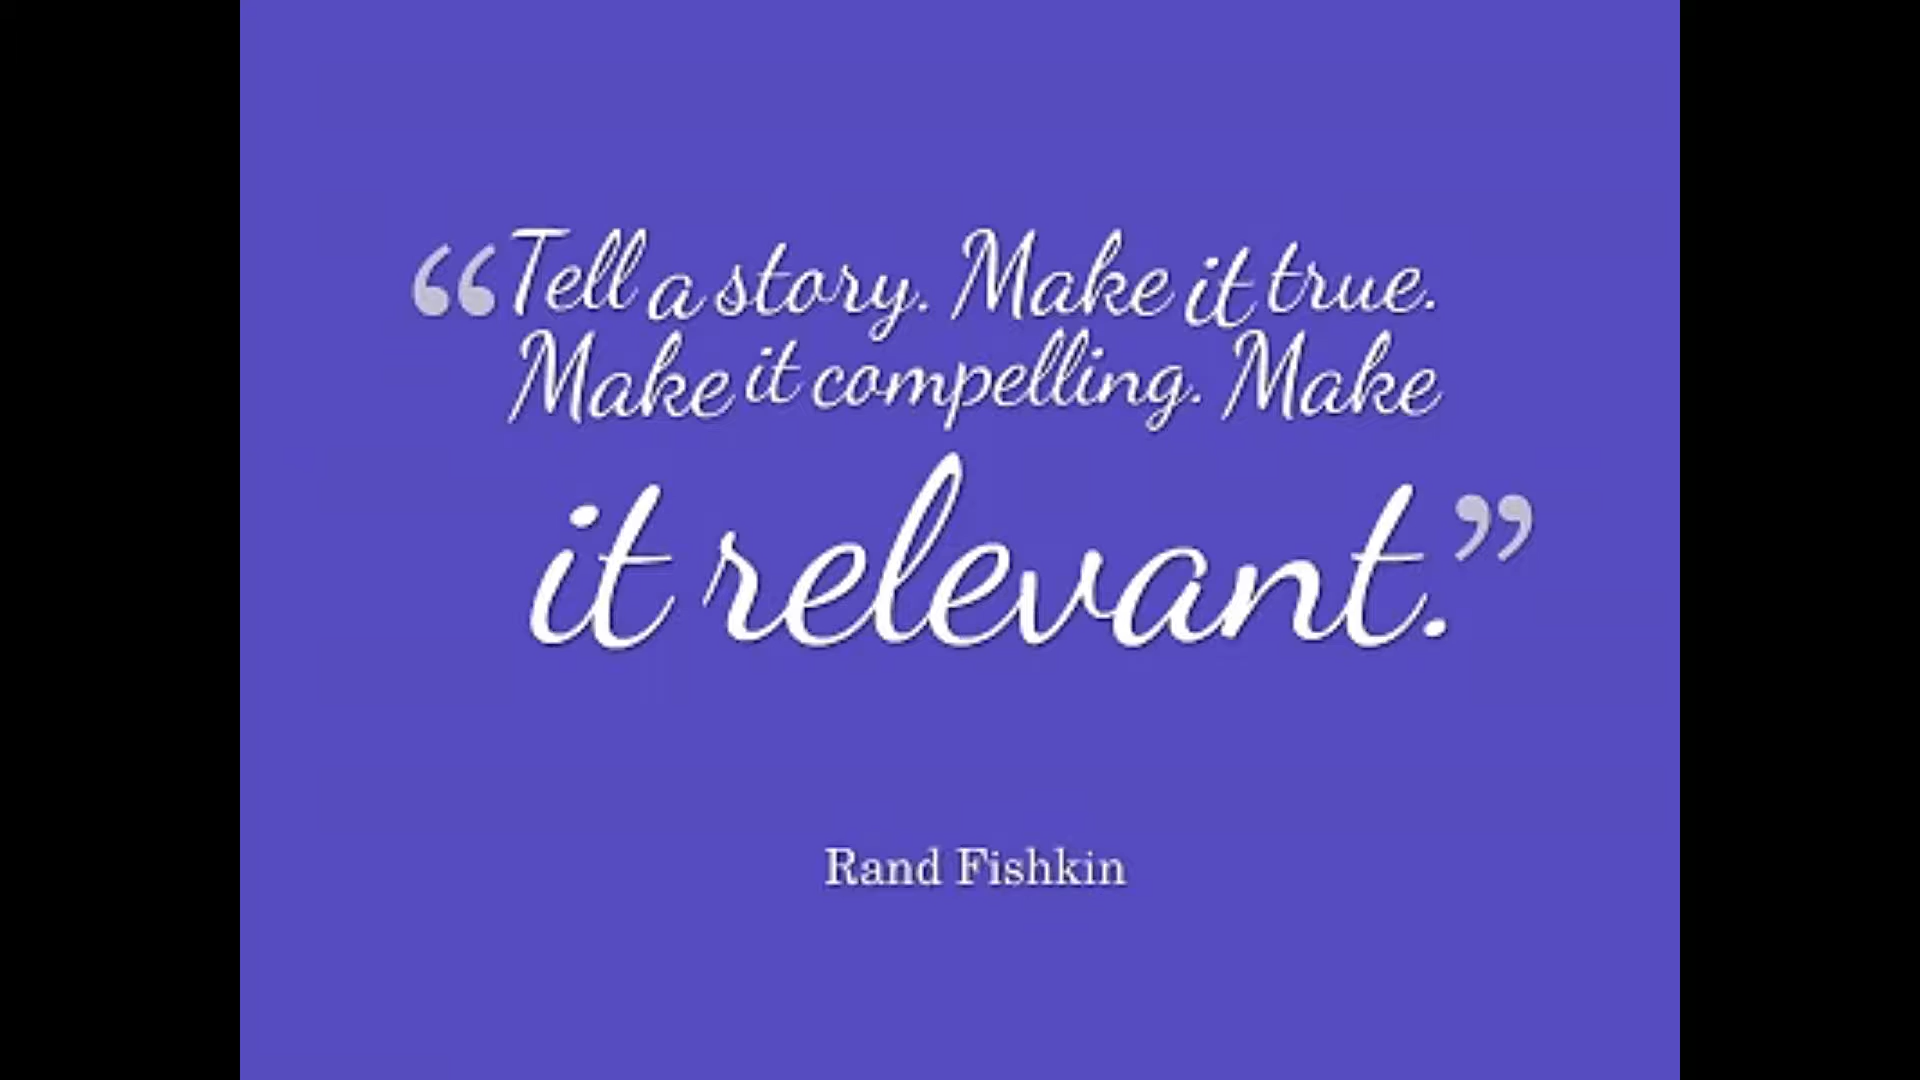 “Tell a story. Make it true.
Make it compelling. Make
it relevant.”
Rand Fishkin